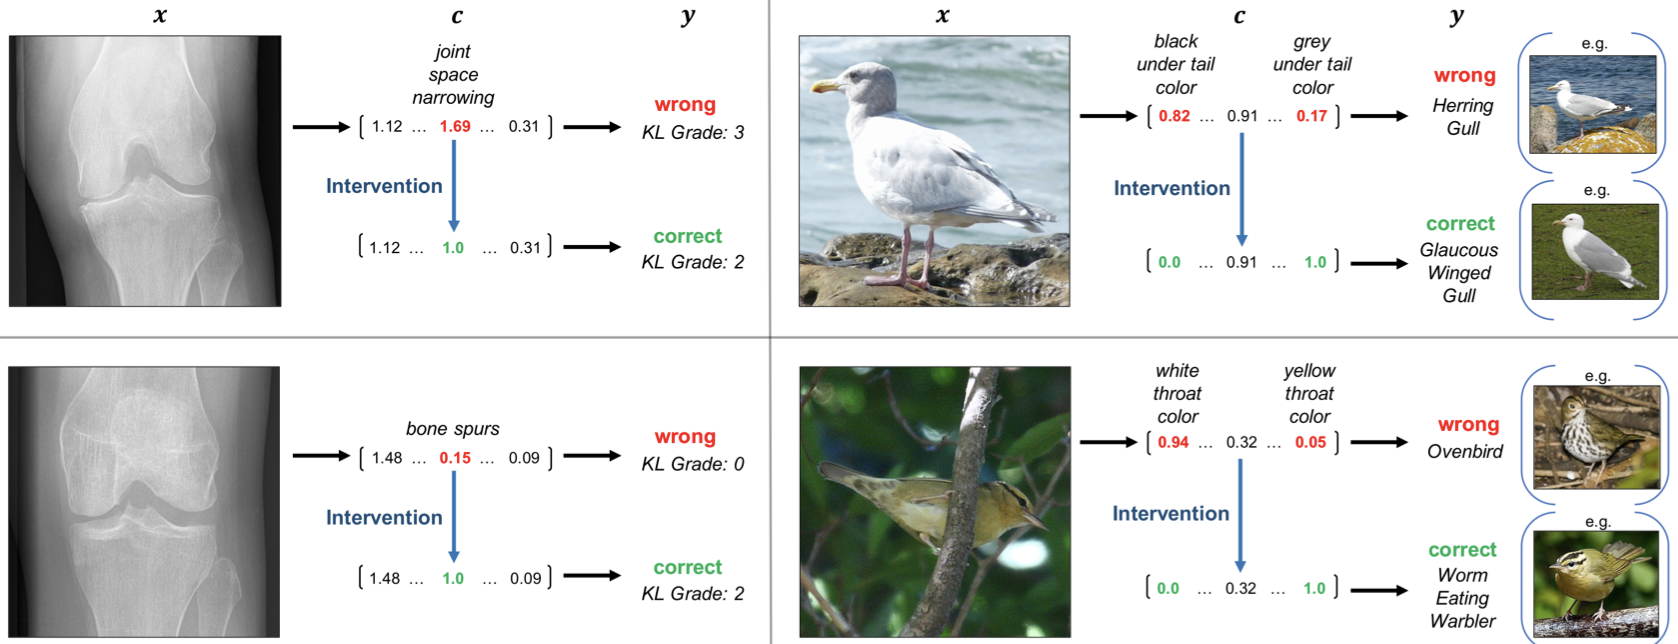 x c y
joint
space
narrowing
[ 1.12 ... 1.69 ... 0.31 ]
wrong
KL Grade: 3
Intervention
[ 1.12 ... 1.0 ... 0.31 ]
correct
KL Grade: 2
x c y
black
under tail
color
grey
under tail
color
[ 0.82 ... 0.91 ... 0.17 ]
wrong
Herring
Gull
e.g.
Intervention
[ 0.0 ... 0.91 ... 1.0 ]
correct
Glaucous
Winged
Gull
e.g.
bone spurs
[ 1.48 ... 0.15 ... 0.09 ]
wrong
KL Grade: 0
Intervention
[ 1.48 ... 1.0 ... 0.09 ]
correct
KL Grade: 2
white
throat
color
yellow
throat
color
[ 0.94 ... 0.32 ... 0.05 ]
wrong
Ovenbird
e.g.
Intervention
[ 0.0 ... 0.32 ... 1.0 ]
correct
Worm
Eating
Warbler
e.g.